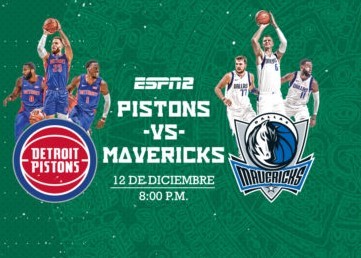 ESPN2
PISTONS
-VS-
MAVERICKS
12 DE DICIEMBRE
8:00 P.M.
DETROIT
PISTONS
MAVERICKS